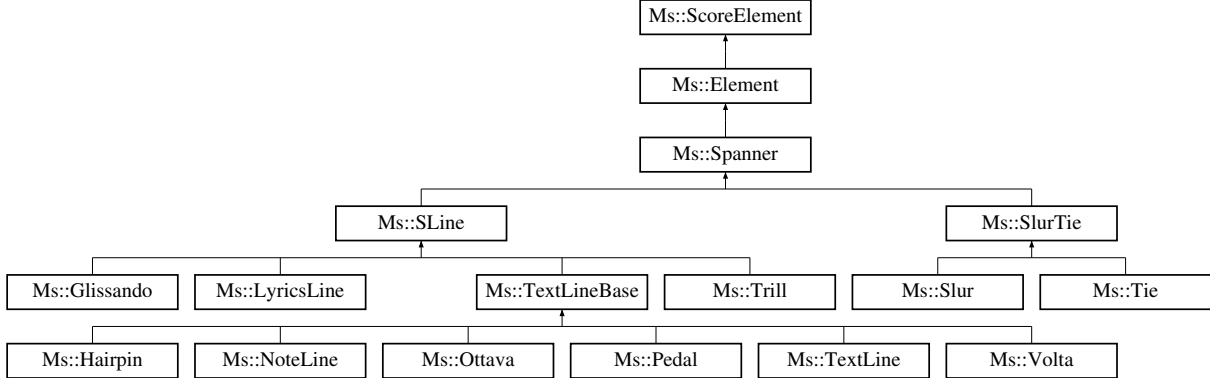 Ms::ScoreElement
Ms::Element
Ms::Spanner
Ms::SLine
Ms::SlurTie
Ms::Glissando
Ms::LyricsLine
Ms::TextLineBase
Ms::Trill
Ms::Slur
Ms::Tie
Ms::Hairpin
Ms::NoteLine
Ms::Ottava
Ms::Pedal
Ms::TextLine
Ms::Volta